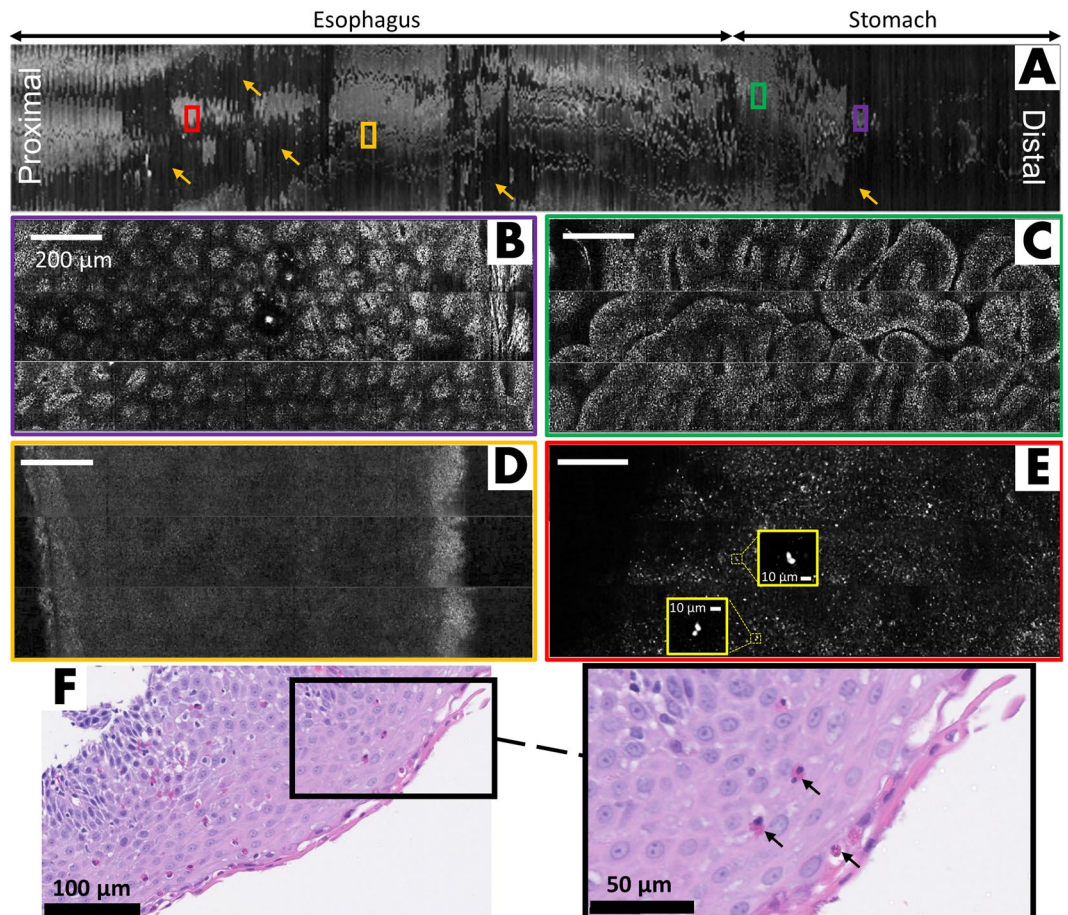 Esophagus
Stomach
A
Proximal
Distal
B
200 µm
C
D
E
10 µm
10 µm
F
100 µm
50 µm